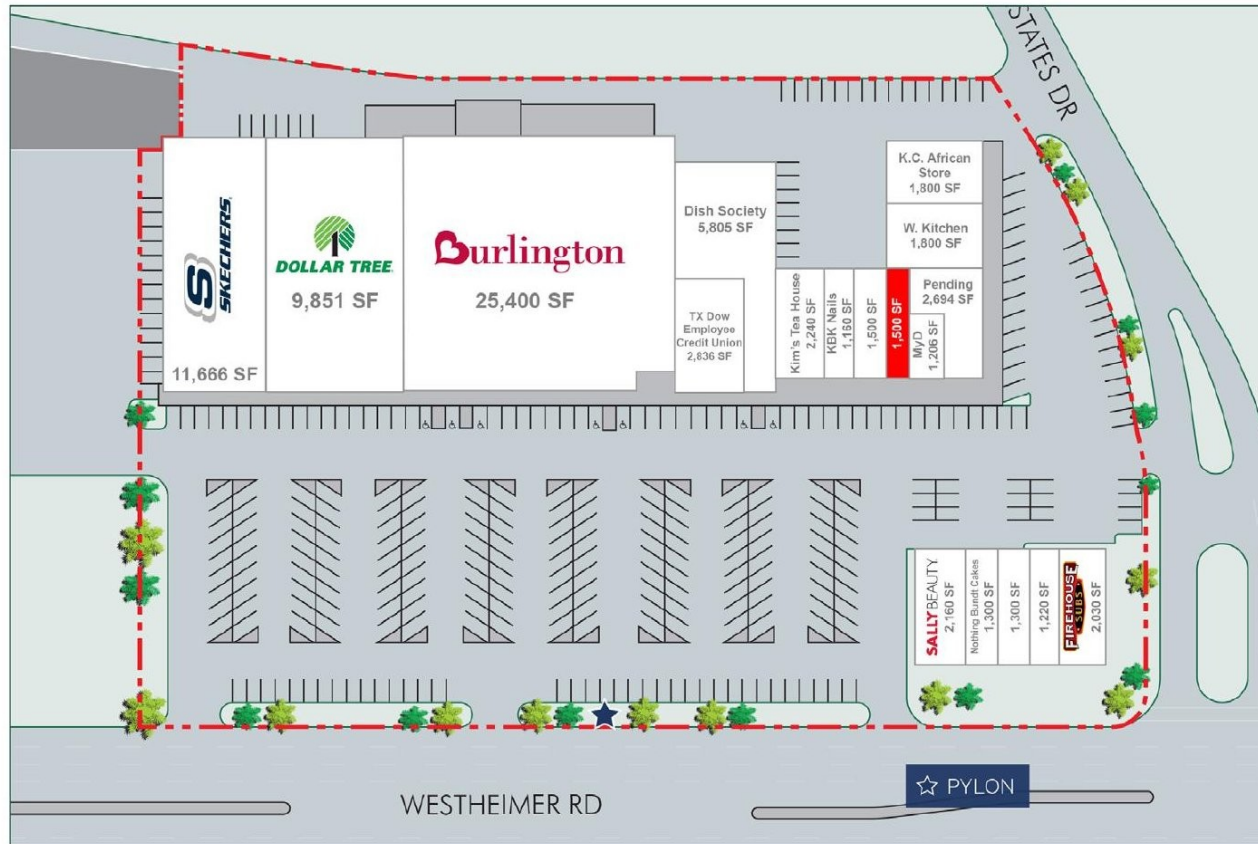 STATES DR
SKECHERS
11,666 SF
DOLLAR TREE
9,851 SF
Burlington
25,400 SF
Dish Society
5,805 SF
TX Dow
Employee
Credit Union
2,836 SF
Kim's Tea House
2,240 SF
KBK Nails
1,160 SF
1,500 SF
1,500 SF
MyD
1,206 SF
Pending
2,694 SF
K.C. African
Store
1,800 SF
W. Kitchen
1,800 SF
SALLY BEAUTY
2,160 SF
Nothing Bundt Cakes
1,300 SF
1,300 SF
1,220 SF
FIREHOUSE
SUBS
2,030 SF
PYLON
WESTHEIMER RD